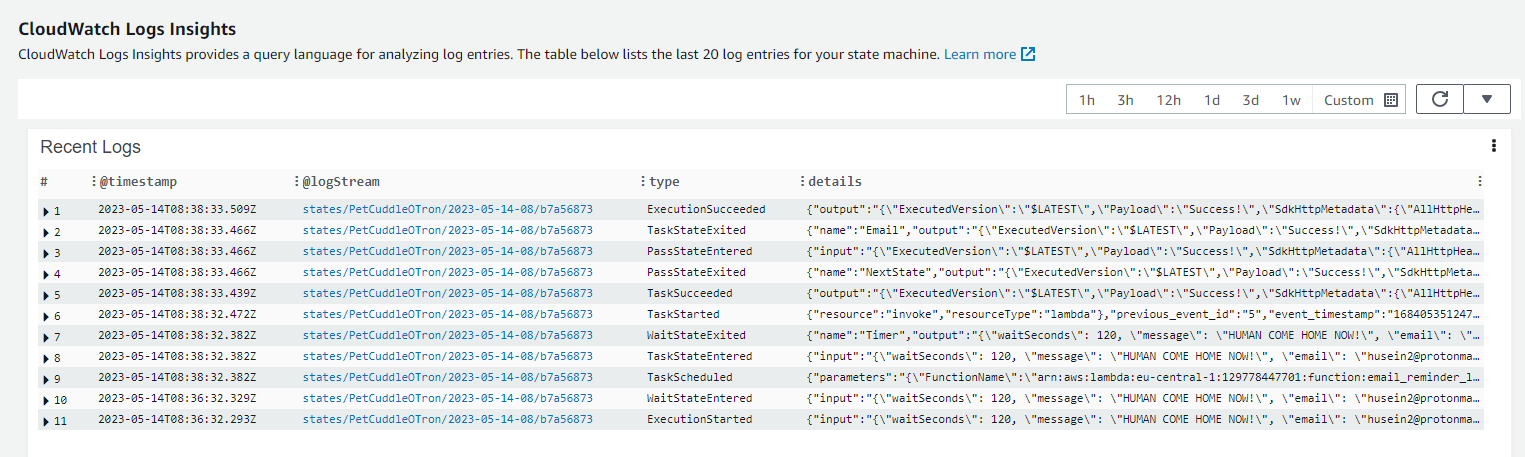 CloudWatch Logs Insights
CloudWatch Logs Insights provides a query language for analyzing log entries. The table below lists the last 20 log entries for your state machine. Learn more
1h 3h 12h 1d 3d 1w Custom
Recent Logs
# @timestamp @logStream type details
1 2023-05-14T08:38:33.509Z states/PetCuddleOTron/2023-05-14-08/b7a56873 ExecutionSucceeded {"output":"{\"ExecutedVersion\":\"$LATEST\",\"Payload\":\"Success!\",\"SdkHttpMetadata\":{\"AllHttpHe…
2 2023-05-14T08:38:33.466Z states/PetCuddleOTron/2023-05-14-08/b7a56873 TaskStateExited {"name":"Email","output":"{\"ExecutedVersion\":\"$LATEST\",\"Payload\":\"Success!\",\"SdkHttpMetadata…
3 2023-05-14T08:38:33.466Z states/PetCuddleOTron/2023-05-14-08/b7a56873 PassStateEntered {"input":"{\"ExecutedVersion\":\"$LATEST\",\"Payload\":\"Success!\",\"SdkHttpMetadata\":{\"AllHttpHea…
4 2023-05-14T08:38:33.466Z states/PetCuddleOTron/2023-05-14-08/b7a56873 PassStateExited {"name":"NextState","output":"{\"ExecutedVersion\":\"$LATEST\",\"Payload\":\"Success!\",\"SdkHttpMeta…
5 2023-05-14T08:38:33.439Z states/PetCuddleOTron/2023-05-14-08/b7a56873 TaskSucceeded {"output":"{\"ExecutedVersion\":\"$LATEST\",\"Payload\":\"Success!\",\"SdkHttpMetadata\":{\"AllHttpHe…
6 2023-05-14T08:38:32.472Z states/PetCuddleOTron/2023-05-14-08/b7a56873 TaskStarted {"resource":"invoke","resourceType":"lambda"},"previous_event_id":"5","event_timestamp":"168405351247…
7 2023-05-14T08:38:32.382Z states/PetCuddleOTron/2023-05-14-08/b7a56873 WaitStateExited {"name":"Timer","output":"{\"waitSeconds\": 120, \"message\": \"HUMAN COME HOME NOW!\", \"email\": \"…
8 2023-05-14T08:38:32.382Z states/PetCuddleOTron/2023-05-14-08/b7a56873 TaskStateEntered {"input":"{\"waitSeconds\": 120, \"message\": \"HUMAN COME HOME NOW!\", \"email\": \"husein2@protonma…
9 2023-05-14T08:38:32.382Z states/PetCuddleOTron/2023-05-14-08/b7a56873 TaskScheduled {"parameters":"{\"FunctionName\":\"arn:aws:lambda:eu-central-1:129778447701:function:email_reminder_l…
10 2023-05-14T08:36:32.329Z states/PetCuddleOTron/2023-05-14-08/b7a56873 WaitStateEntered {"input":"{\"waitSeconds\": 120, \"message\": \"HUMAN COME HOME NOW!\", \"email\": \"husein2@protonma…
11 2023-05-14T08:36:32.293Z states/PetCuddleOTron/2023-05-14-08/b7a56873 ExecutionStarted {"input":"{\"waitSeconds\": 120, \"message\": \"HUMAN COME HOME NOW!\", \"email\": \"husein2@protonma…